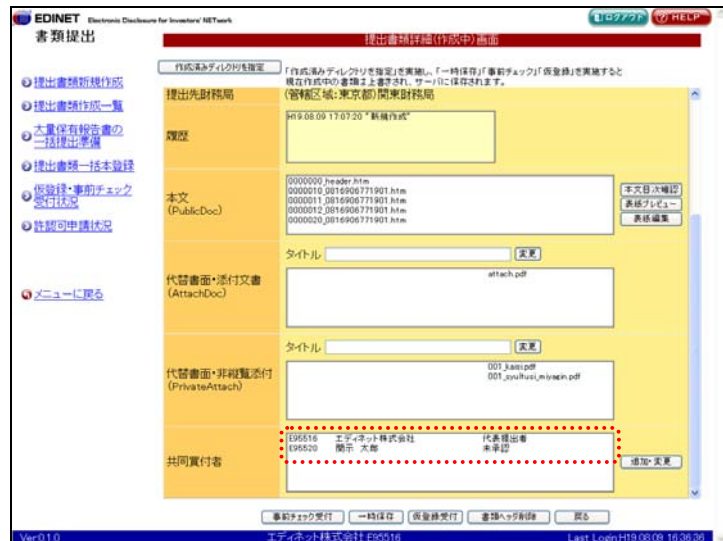 EDINET Electronic Disclosure for Investors' NETwork
ログアウト
HELP
書類提出
提出書類詳細(作成中)画面
作成済みディレクトリを指定
「作成済みディレクトリを指定」を実施し、「一時保存」「事前チェック」「仮登録」を実施すると
現在作成中の書類は上書きされ、サーバに保存されます。
提出書類新規作成
提出書類作成一覧
大量保有報告書の
一括提出準備
提出書類一括本登録
仮登録・事前チェック
受付状況
許認可申請状況
メニューに戻る
提出先財務局
(管轄区域:東京都)関東財務局
履歴
H19.08.09 17:07:20 "新規作成"
本文
(PublicDoc)
0000000_header.htm
0000010_0816906771901.htm
0000011_0816906771901.htm
0000012_0816906771901.htm
0000020_0816906771901.htm
本文目次確認
表紙プレビュー
表紙編集
代替書面・添付文書
(AttachDoc)
タイトル
変更
attach.pdf
代替書面・非縦覧添付
(PrivateAttach)
タイトル
変更
001_kaisi.pdf
001_syultusi_miyagin.pdf
共同買付者
E95516 エディネット株式会社 代表提出者
E95520 開示 太郎 未承認
追加・変更
事前チェック受付
一時保存
仮登録受付
書類ヘッダ削除
戻る
Ver.0.1.0
エディネット株式会社:E95516
Last Login:H19.08.09 16:36:36